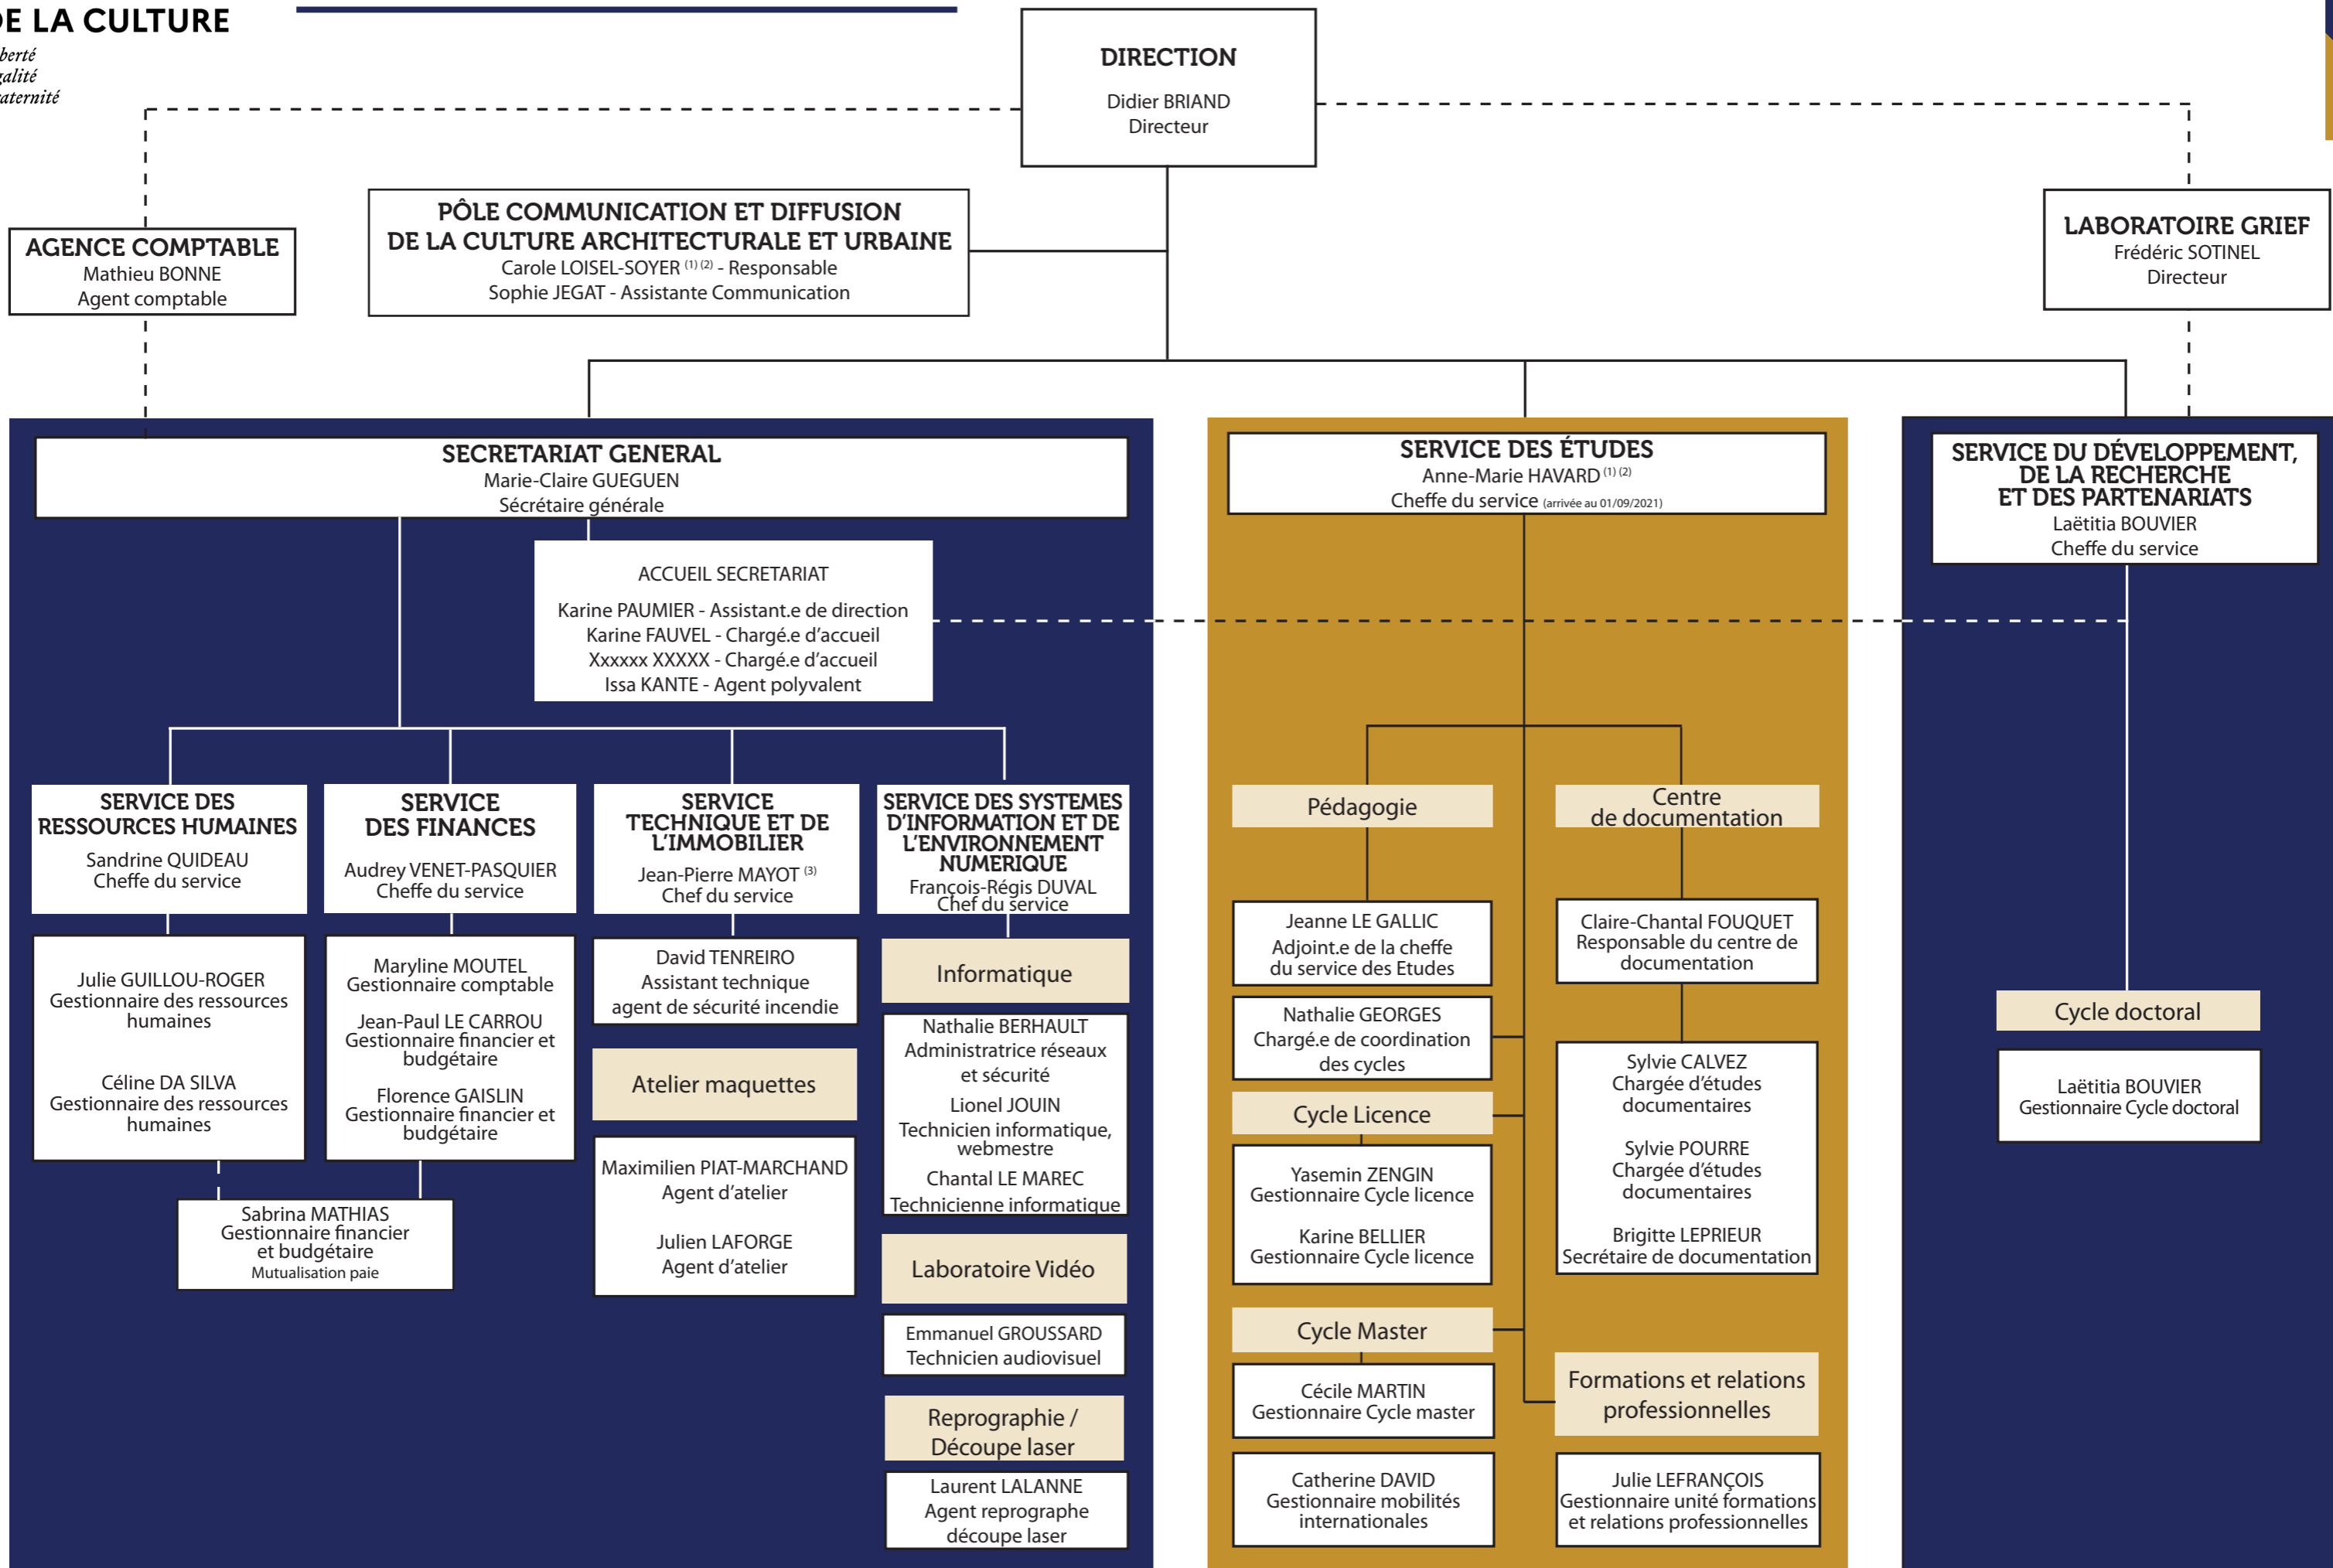 DE LA CULTURE
berté
galité
aternité
DIRECTION
Didier BRIAND
Directeur
PÔLE COMMUNICATION ET DIFFUSION
DE LA CULTURE ARCHITECTURALE ET URBAINE
Carole LOISEL-SOYER (1) (2) - Responsable
Sophie JEGAT - Assistante Communication
AGENCE COMPTABLE
Mathieu BONNE
Agent comptable
LABORATOIRE GRIEF
Frédéric SOTINEL
Directeur
SECRETARIAT GENERAL
Marie-Claire GUEGUEN
Sécrétaire générale
ACCUEIL SECRETARIAT
Karine PAUMIER - Assistant.e de direction
Karine FAUVEL - Chargé.e d'accueil
Xxxxxx XXXXX - Chargé.e d'accueil
Issa KANTE - Agent polyvalent
SERVICE DES
RESSOURCES HUMAINES
Sandrine QUIDEAU
Cheffe du service
Julie GUILLOU-ROGER
Gestionnaire des ressources
humaines
Céline DA SILVA
Gestionnaire des ressources
humaines
SERVICE
DES FINANCES
Audrey VENET-PASQUIER
Cheffe du service
Maryline MOUTEL
Gestionnaire comptable
Jean-Paul LE CARROU
Gestionnaire financier et
budgétaire
Florence GAISLIN
Gestionnaire financier et
budgétaire
Sabrina MATHIAS
Gestionnaire financier
et budgétaire
Mutualisation paie
SERVICE
TECHNIQUE ET DE
L'IMMOBILIER
Jean-Pierre MAYOT (3)
Chef du service
David TENREIRO
Assistant technique
agent de sécurité incendie
Atelier maquettes
Maximilien PIAT-MARCHAND
Agent d'atelier
Julien LAFORGE
Agent d'atelier
SERVICE DES SYSTEMES
D'INFORMATION ET DE
L'ENVIRONNEMENT
NUMERIQUE
François-Régis DUVAL
Chef du service
Informatique
Nathalie BERHAULT
Administratrice réseaux
et sécurité
Lionel JOUIN
Technicien informatique,
webmestre
Chantal LE MAREC
Technicienne informatique
Laboratoire Vidéo
Emmanuel GROUSSARD
Technicien audiovisuel
Reprographie /
Découpe laser
Laurent LALANNE
Agent reprographe
découpe laser
SERVICE DES ÉTUDES
Anne-Marie HAVARD (1) (2)
Cheffe du service (arrivée au 01/09/2021)
Pédagogie
Jeanne LE GALLIC
Adjoint.e de la cheffe
du service des Etudes
Nathalie GEORGES
Chargé.e de coordination
des cycles
Cycle Licence
Yasemin ZENGIN
Gestionnaire Cycle licence
Karine BELLIER
Gestionnaire Cycle licence
Cycle Master
Cécile MARTIN
Gestionnaire Cycle master
Catherine DAVID
Gestionnaire mobilités
internationales
Centre
de documentation
Claire-Chantal FOUQUET
Responsable du centre de
documentation
Sylvie CALVEZ
Chargée d'études
documentaires
Sylvie POURRE
Chargée d'études
documentaires
Brigitte LEPRIEUR
Secrétaire de documentation
Formations et relations
professionnelles
Julie LEFRANÇOIS
Gestionnaire unité formations
et relations professionnelles
SERVICE DU DÉVELOPPEMENT,
DE LA RECHERCHE
ET DES PARTENARIATS
Laëtitia BOUVIER
Cheffe du service
Cycle doctoral
Laëtitia BOUVIER
Gestionnaire Cycle doctoral